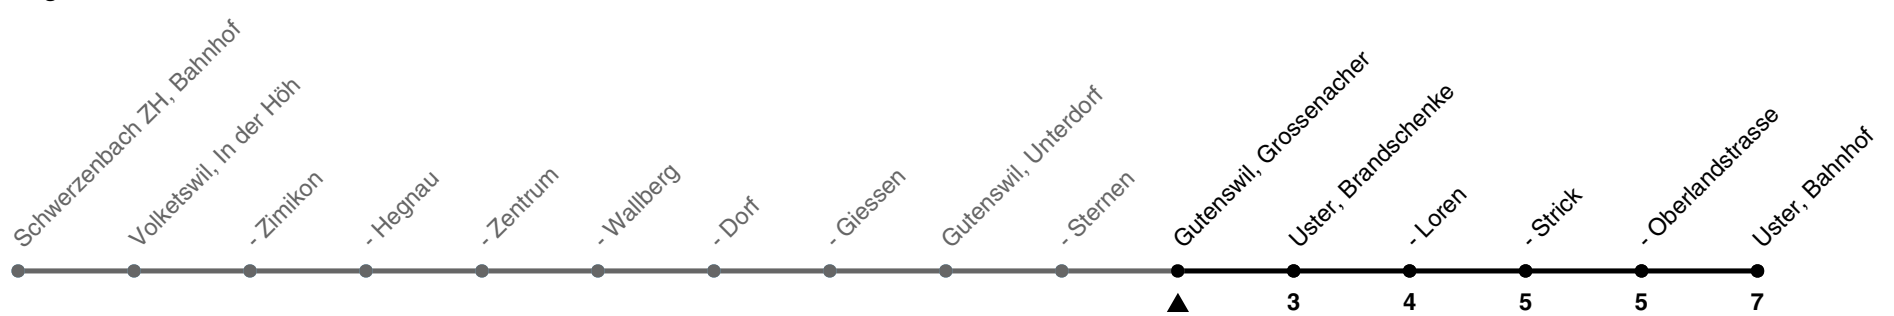 Schwerzenbach ZH, Bahnhof
Volketswil, In der Höh
- Zimikon
- Hegnau
- Zentrum
- Wallberg
- Dorf
- Giessen
Gutenswil, Unterdorf
- Sternen
Gutenswil, Grossenacher
Uster, Brandschenke
- Loren
- Strick
- Oberlandstrasse
Uster, Bahnhof
3 4 5 5 7